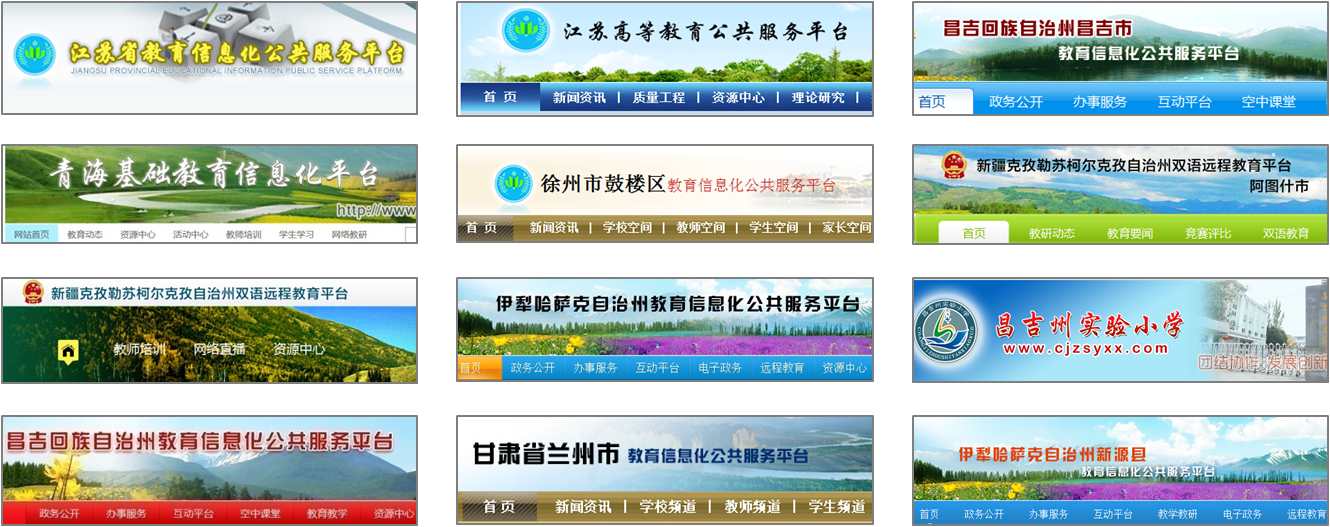 江苏省教育信息化公共服务平台
JIANGSU PROVINCIAL EDUCATIONAL INFORMATION PUBLIC SERVICE PLATFORM
江苏高等教育公共服务平台
首 页 新闻资讯 | 质量工程 | 资源中心 | 理论研究 |
昌吉回族自治州昌吉市
教育信息化公共服务平台
首页 政务公开 办事服务 互动平台 空中课堂
青海基础教育信息化平台
http://www
网站首页 教育动态 资源中心 活动中心 教师培训 学生学习 网络教研
徐州市鼓楼区教育信息化公共服务平台
首 页 新闻资讯 | 学校空间 | 教师空间 | 学生空间 | 家长空间
新疆克孜勒苏柯尔克孜自治州双语远程教育平台
阿图什市
首页 教研动态 教育要闻 竞赛评比 双语教育
新疆克孜勒苏柯尔克孜自治州双语远程教育平台
教师培训 网络直播 资源中心
伊犁哈萨克自治州教育信息化公共服务平台
首页 政务公开 办事服务 互动平台 电子政务 远程教育 资源中心
昌吉州实验小学
www.cjzsyxx.com
团结协作 发展创新
昌吉回族自治州教育信息化公共服务平台
政务公开 办事服务 互动平台 空中课堂 教育教学 资源中心
甘肃省兰州市 教育信息化公共服务平台
首 页 新闻资讯 | 学校频道 | 教师频道 | 学生频道
伊犁哈萨克自治州新源县
教育信息化公共服务平台
首页 政务公开 办事服务 互动平台 教学教研 电子政务 远程教育